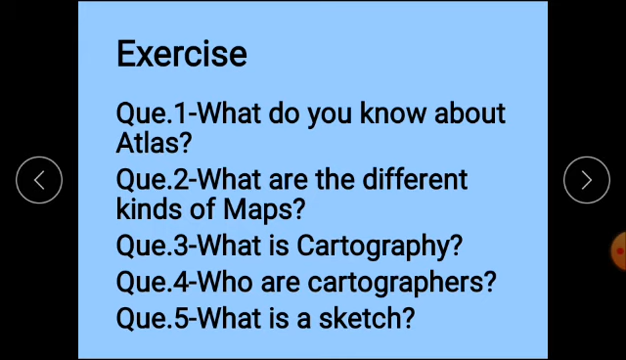 Exercise
Que.1-What do you know about
Atlas?
Que.2-What are the different
kinds of Maps?
Que.3-What is Cartography?
Que.4-Who are cartographers?
Que.5-What is a sketch?